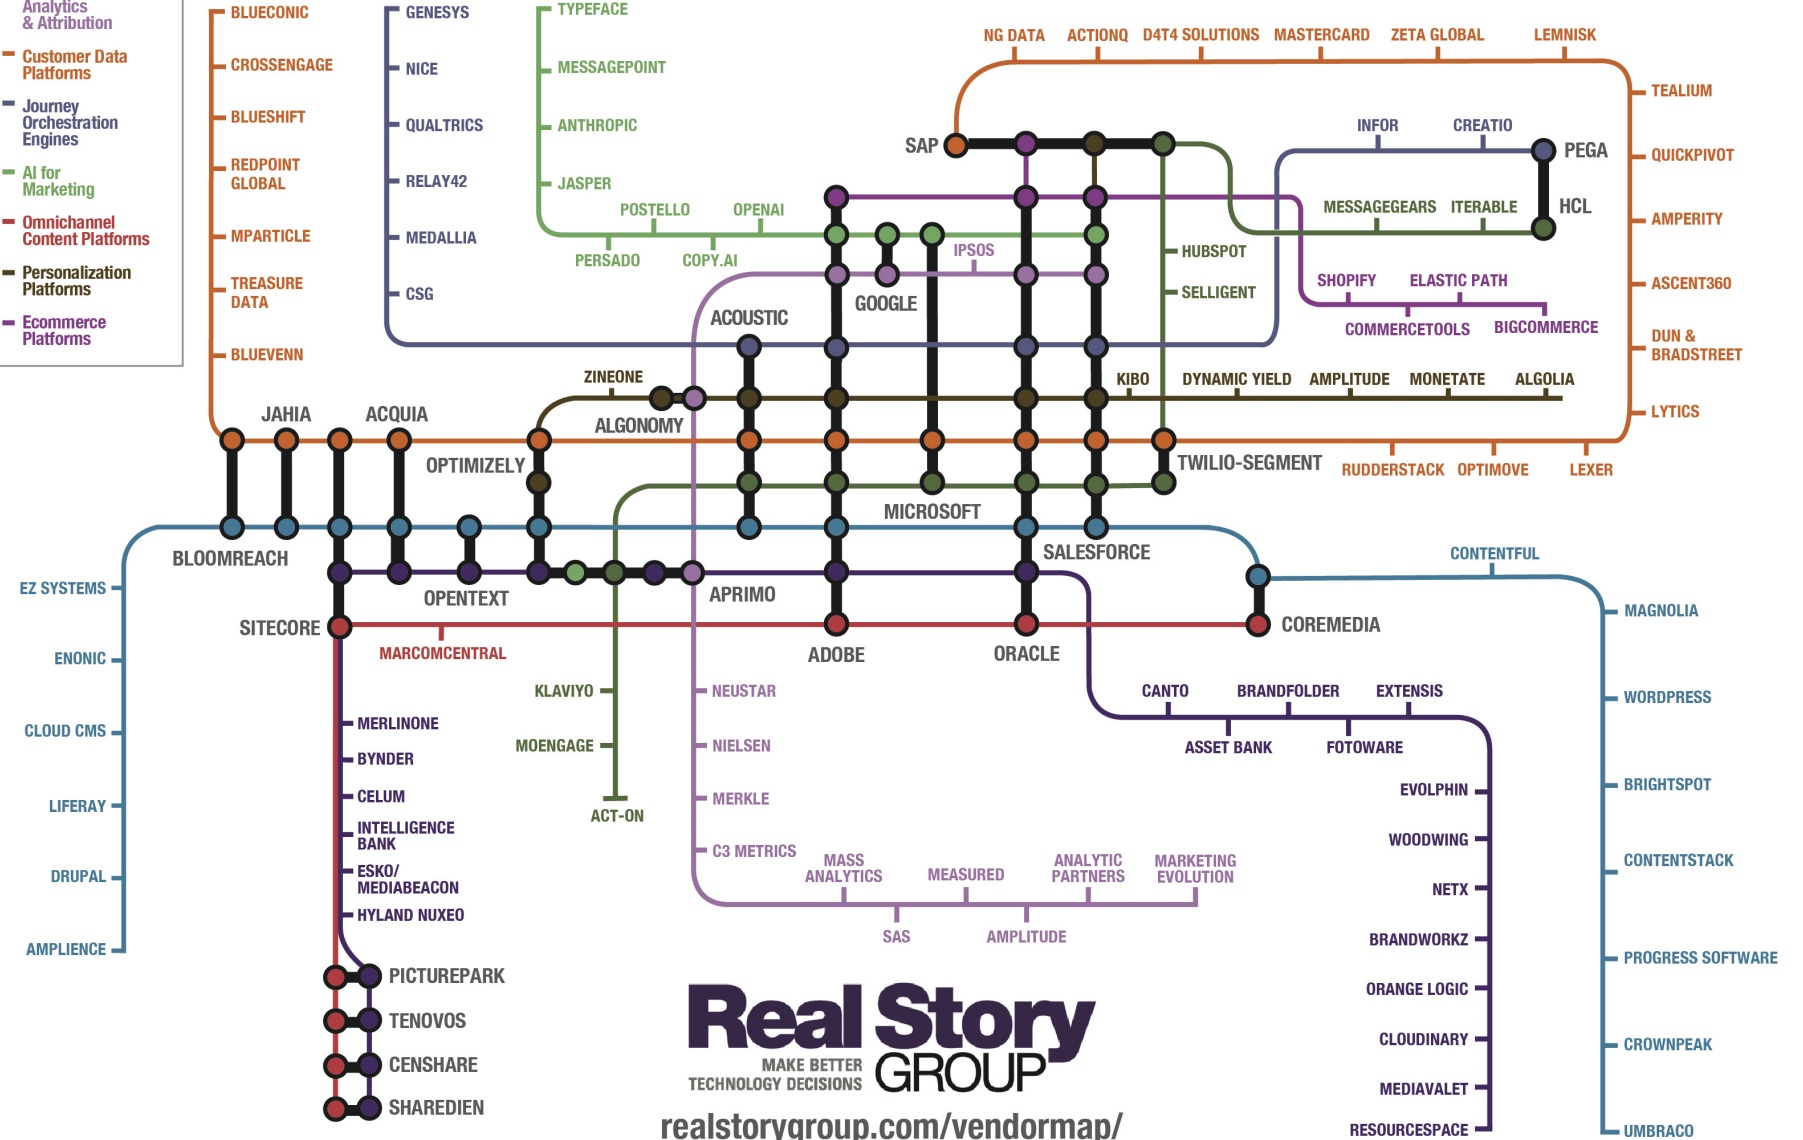 Analytics
& Attribution
Customer Data
Platforms
Journey
Orchestration
Engines
AI for
Marketing
Omnichannel
Content Platforms
Personalization
Platforms
Ecommerce
Platforms
BLUECONIC
CROSSENGAGE
BLUESHIFT
REDPOINT
GLOBAL
MPARTICLE
TREASURE
DATA
BLUEVENN
GENESYS
NICE
QUALTRICS
RELAY42
MEDALLIA
CSG
TYPEFACE
MESSAGEPOINT
ANTHROPIC
JASPER
POSTELLO
OPENAI
PERSADO
COPY.AI
NG DATA
ACTIONQ
D4T4 SOLUTIONS
MASTERCARD
ZETA GLOBAL
LEMNISK
TEALIUM
QUICKPIVOT
AMPERITY
ASCENT360
DUN &
BRADSTREET
LYTICS
SAP
INFOR
CREATIO
PEGA
HCL
MESSAGEGEARS
ITERABLE
HUBSPOT
SELLIGENT
SHOPIFY
ELASTIC PATH
COMMERCETOOLS
BIGCOMMERCE
IPSOS
GOOGLE
ACOUSTIC
ZINEONE
ALGONOMY
KIBO
DYNAMIC YIELD
AMPLITUDE
MONETATE
ALGOLIA
JAHIA
ACQUIA
OPTIMIZELY
TWILIO-SEGMENT
RUDDERSTACK
OPTIMOVE
LEXER
MICROSOFT
BLOOMREACH
SALESFORCE
CONTENTFUL
EZ SYSTEMS
ENONIC
CLOUD CMS
LIFERAY
DRUPAL
AMPLIENCE
OPENTEXT
APRIMO
SITECORE
MARCOMCENTRAL
ADOBE
ORACLE
COREMEDIA
MAGNOLIA
WORDPRESS
BRIGHTSPOT
CONTENTSTACK
PROGRESS SOFTWARE
CROWNPEAK
UMBRACO
MERLINONE
BYNDER
CELUM
INTELLIGENCE
BANK
ESKO/
MEDIABEACON
HYLAND NUXEO
PICTUREPARK
TENOVOS
CENSHARE
SHAREDIEN
KLAVIYO
MOENGAGE
ACT-ON
NEUSTAR
NIELSEN
MERKLE
C3 METRICS
MASS
ANALYTICS
MEASURED
ANALYTIC
PARTNERS
MARKETING
EVOLUTION
SAS
AMPLITUDE
CANTO
BRANDFOLDER
EXTENSIS
ASSET BANK
FOTOWARE
EVOLPHIN
WOODWING
NETX
BRANDWORKZ
ORANGE LOGIC
CLOUDINARY
MEDIAVALET
RESOURCESPACE
Real Story
GROUP
MAKE BETTER
TECHNOLOGY DECISIONS
realstorygroup.com/vendormap/